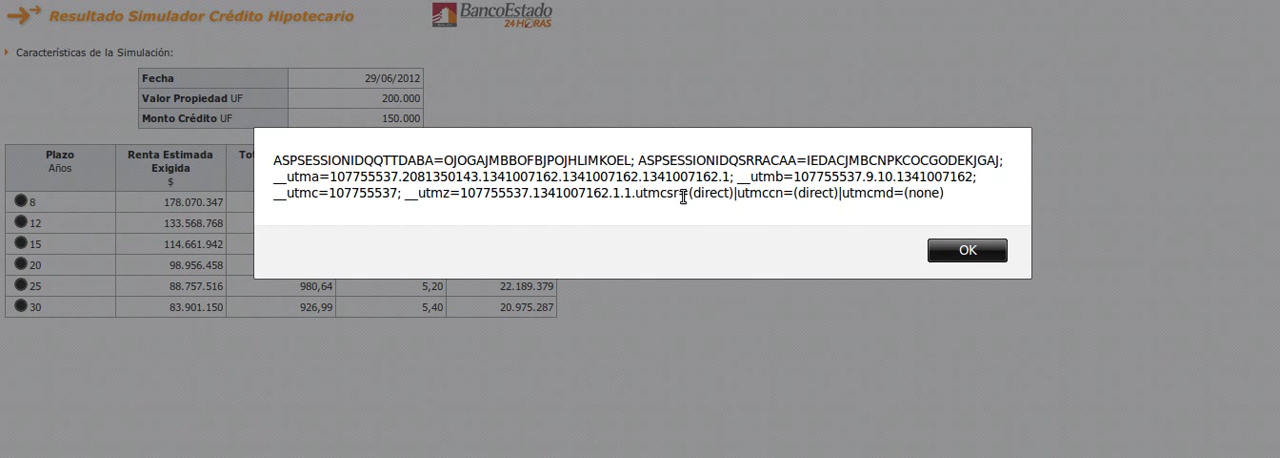 Resultado Simulador Crédito Hipotecario
BancoEstado
24 HORAS
Características de la Simulación:
Fecha 29/06/2012
Valor Propiedad UF 200.000
Monto Crédito UF 150.000
ASPSESSIONIDQQTTDABA=OJOGAJMBBOFBJPOJHLIMKOEL; ASPSESSIONIDQSRRACAA=IEDACJMBCNPKCOCGODEKJGAJ;
__utma=107755537.2081350143.1341007162.1341007162.1341007162.1; __utmb=107755537.9.10.1341007162;
__utmc=107755537; __utmz=107755537.1341007162.1.1.utmcsr=(direct)|utmccn=(direct)|utmcmd=(none)
OK
Plazo Renta Estimada
Años Exigida
$
8 178.070.347
12 133.568.768
15 114.661.942
20 98.956.458
25 88.757.516 980,64 5,20 22.189.379
30 83.901.150 926,99 5,40 20.975.287